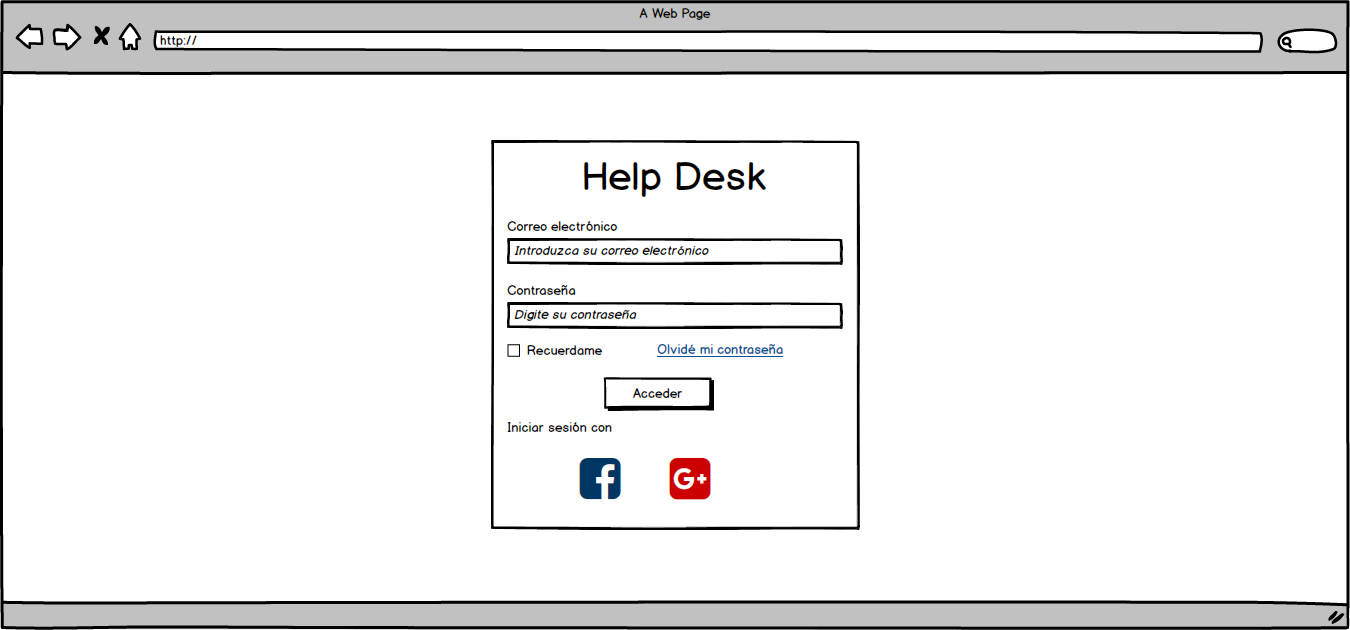 A Web Page
http://
Help Desk
Correo electrónico
Introduzca su correo electrónico
Contraseña
Digite su contraseña
Recuerdame Olvidé mi contraseña
Acceder
Iniciar sesión con
f G+